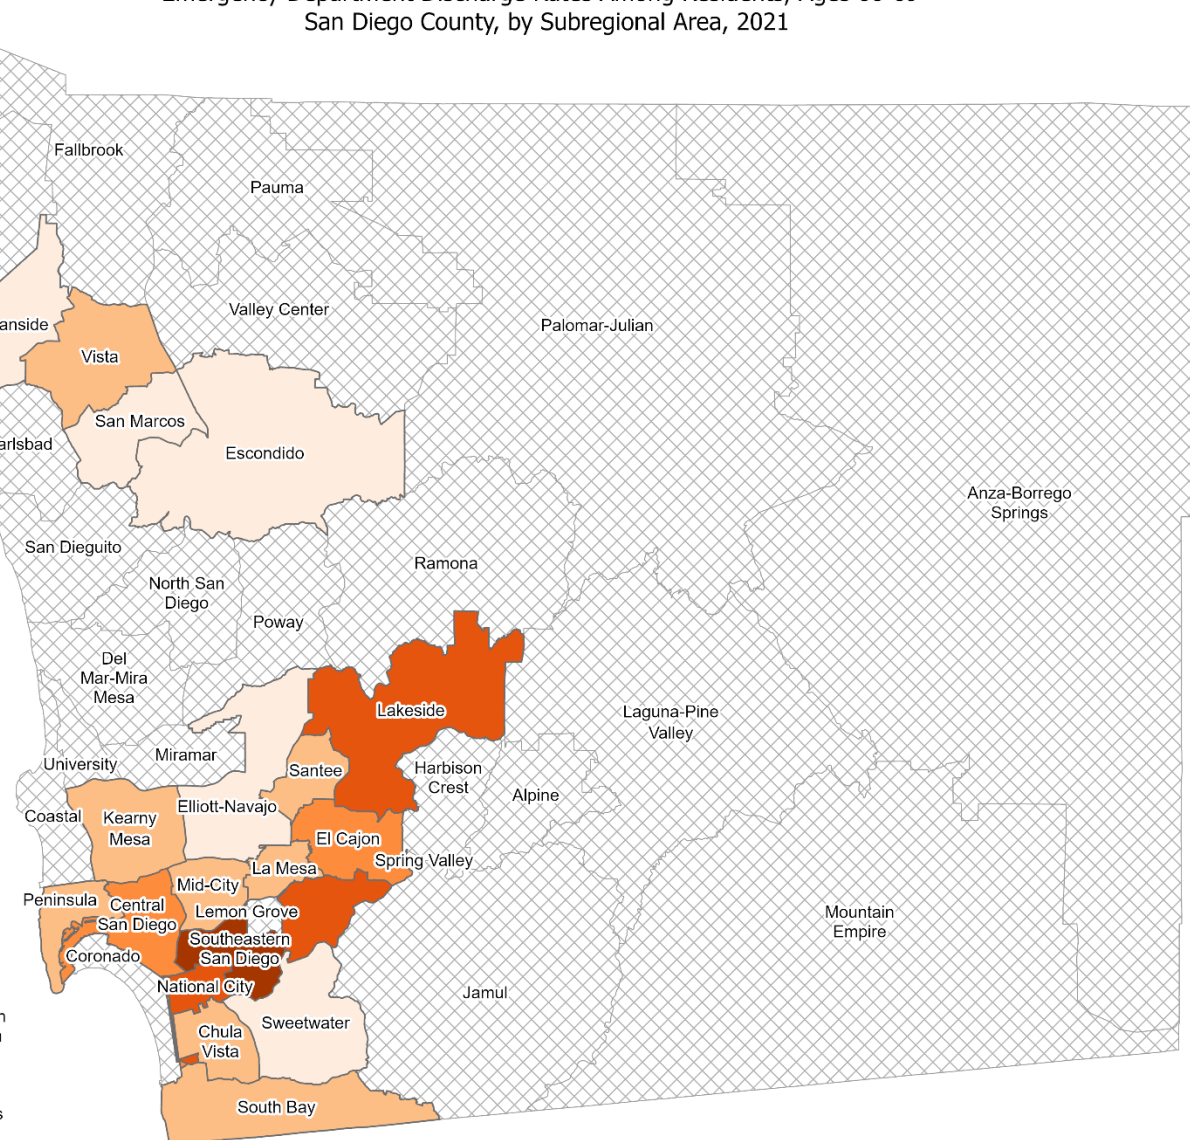 San Diego County, by Subregional Area, 2021
Fallbrook
Pauma
Valley Center
Palomar-Julian
anside
Vista
San Marcos
arlsbad
Escondido
Anza-Borrego
Springs
San Dieguito
North San
Diego
Ramona
Poway
Del
Mar-Mira
Mesa
Lakeside
Laguna-Pine
Valley
Miramar
University
Santee
Harbison
Crest
Alpine
Elliott-Navajo
Coastal
Kearny
Mesa
El Cajon
Spring Valley
La Mesa
Mid-City
Peninsula
Central
San Diego
Lemon Grove
Mountain
Empire
Southeastern
San Diego
Coronado
National City
Jamul
Sweetwater
Chula
Vista
South Bay